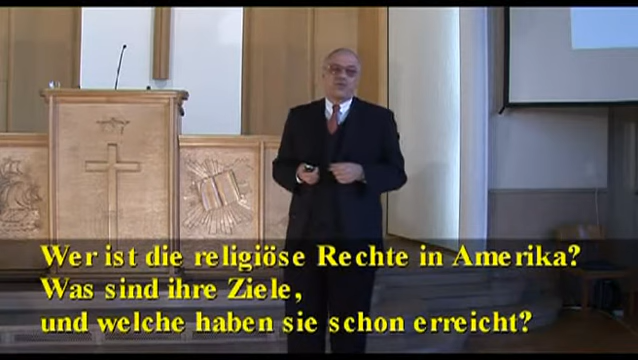 Wer ist die religiöse Rechte in Amerika?
Was sind ihre Ziele,
und welche haben sie schon erreicht?